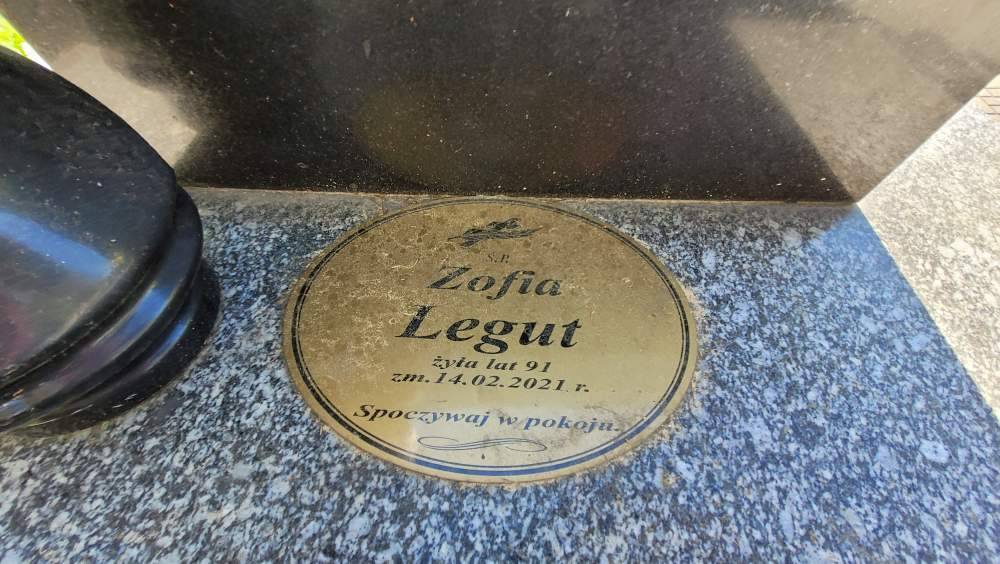 Ś.P.
Zofia
Legut
żyła lat 91
zm.14.02.2021 r.
Spoczywaj w pokoju.